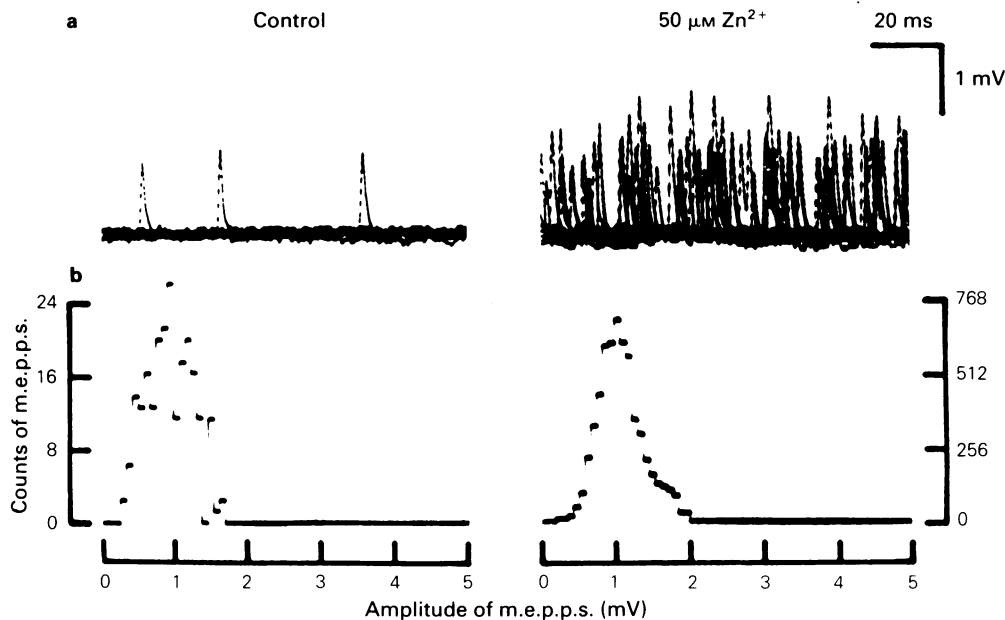 a
Control
50 μM Zn²⁺
20 ms
1 mV
b
Counts of m.e.p.p.s.
24
16
8
0
768
512
256
0
0 1 2 3 4 5
0 1 2 3 4 5
Amplitude of m.e.p.p.s. (mV)